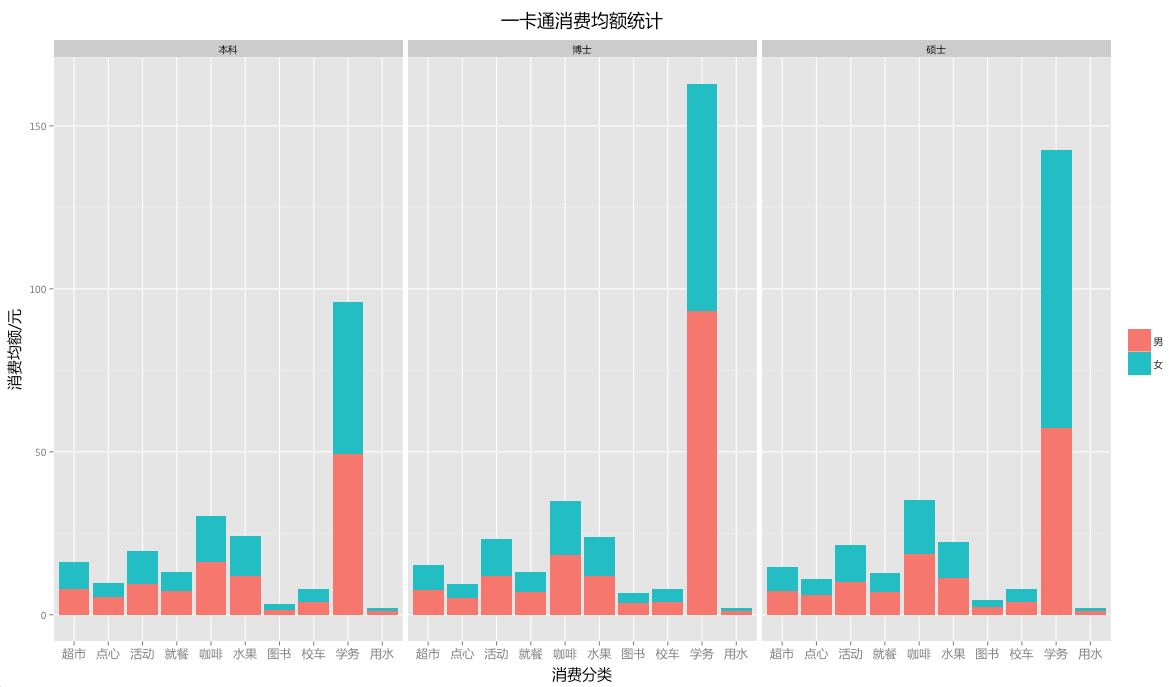 一卡通消费均额统计
本科 博士 硕士
150
100
50
0
消费均额/元
男
女
超市 点心 活动 就餐 咖啡 水果 图书 校车 学务 用水 超市 点心 活动 就餐 咖啡 水果 图书 校车 学务 用水 超市 点心 活动 就餐 咖啡 水果 图书 校车 学务 用水
消费分类